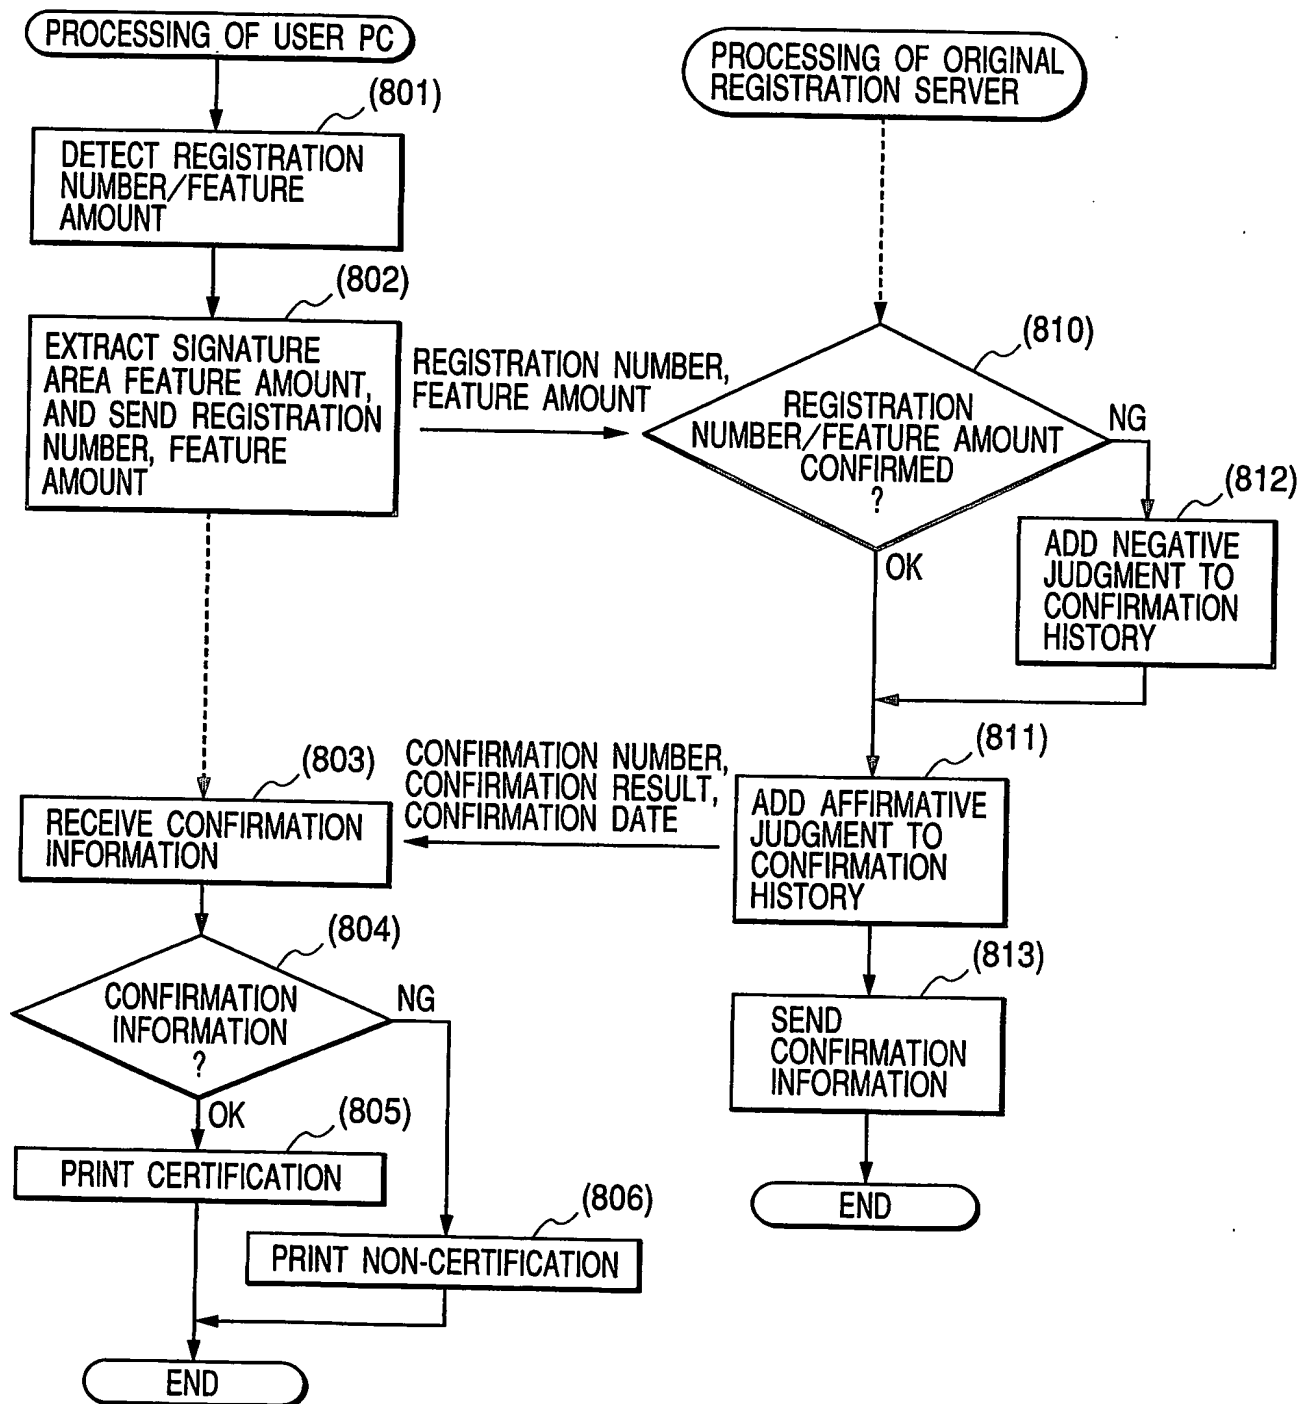 PROCESSING OF USER PC
(801)
DETECT REGISTRATION
NUMBER/FEATURE
AMOUNT
(802)
EXTRACT SIGNATURE
AREA FEATURE AMOUNT,
AND SEND REGISTRATION
NUMBER, FEATURE
AMOUNT
REGISTRATION NUMBER,
FEATURE AMOUNT
PROCESSING OF ORIGINAL
REGISTRATION SERVER
(810)
REGISTRATION
NUMBER/FEATURE AMOUNT
CONFIRMED
?
NG
OK
(812)
ADD NEGATIVE
JUDGMENT TO
CONFIRMATION
HISTORY
(811)
ADD AFFIRMATIVE
JUDGMENT TO
CONFIRMATION
HISTORY
CONFIRMATION NUMBER,
CONFIRMATION RESULT,
CONFIRMATION DATE
(813)
SEND
CONFIRMATION
INFORMATION
END
(803)
RECEIVE CONFIRMATION
INFORMATION
(804)
CONFIRMATION
INFORMATION
?
NG
OK
(805)
PRINT CERTIFICATION
(806)
PRINT NON-CERTIFICATION
END